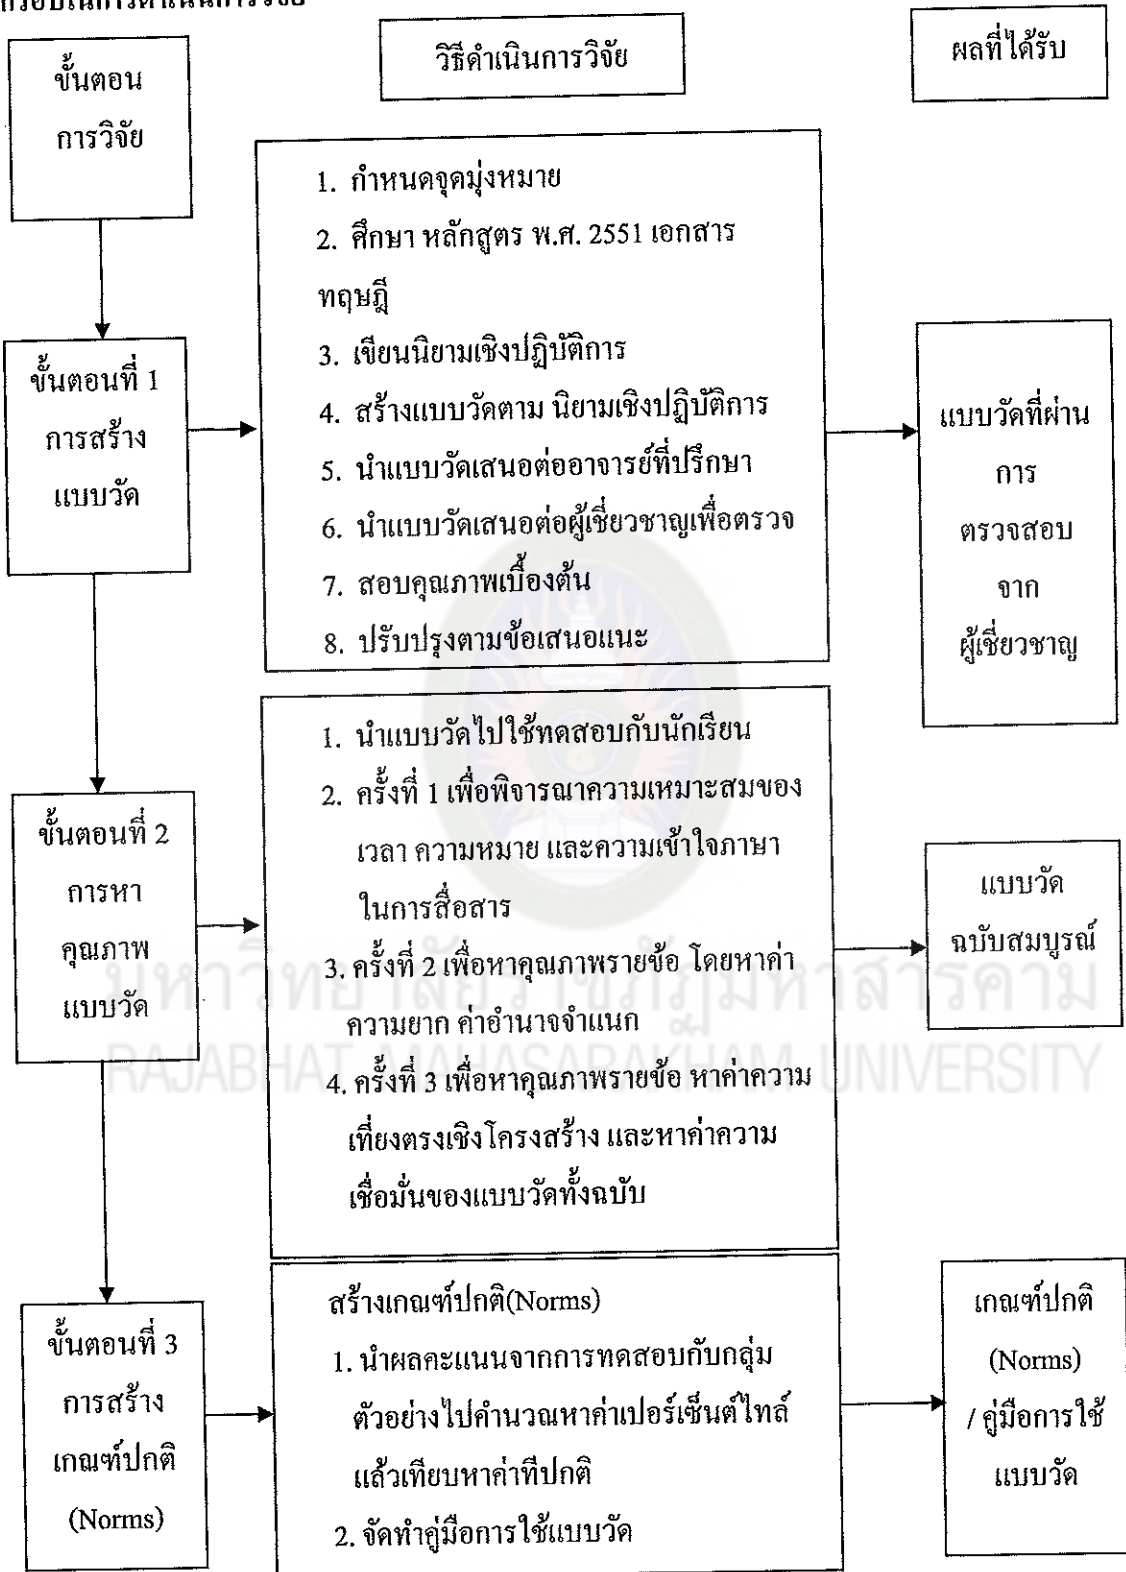 กรอบในการดำเนินการวิจัย
ขั้นตอน
การวิจัย
วิธีดำเนินการวิจัย
ผลที่ได้รับ
ขั้นตอนที่ 1
การสร้าง
แบบวัด
1. กำหนดจุดมุ่งหมาย
2. ศึกษา หลักสูตร พ.ศ. 2551 เอกสาร
ทฤษฎี
3. เขียนนิยามเชิงปฏิบัติการ
4. สร้างแบบวัดตาม นิยามเชิงปฏิบัติการ
5. นำแบบวัดเสนอต่ออาจารย์ที่ปรึกษา
6. นำแบบวัดเสนอต่อผู้เชี่ยวชาญเพื่อตรวจ
7. สอบคุณภาพเบื้องต้น
8. ปรับปรุงตามข้อเสนอแนะ
แบบวัดที่ผ่าน
การ
ตรวจสอบ
จาก
ผู้เชี่ยวชาญ
ขั้นตอนที่ 2
การหา
คุณภาพ
แบบวัด
1. นำแบบวัดไปใช้ทดสอบกับนักเรียน
2. ครั้งที่ 1 เพื่อพิจารณาความเหมาะสมของ
เวลา ความหมาย และความเข้าใจภาษา
ในการสื่อสาร
3. ครั้งที่ 2 เพื่อหาคุณภาพรายข้อ โดยหาค่า
ความยาก ค่าอำนาจจำแนก
4. ครั้งที่ 3 เพื่อหาคุณภาพรายข้อ หาค่าความ
เที่ยงตรงเชิงโครงสร้าง และหาค่าความ
เชื่อมั่นของแบบวัดทั้งฉบับ
แบบวัด
ฉบับสมบูรณ์
มหาวิทยาลัยราชภัฏมหาสารคาม
RAJABHAT MAHASARAKHAM UNIVERSITY
ขั้นตอนที่ 3
การสร้าง
เกณฑ์ปกติ
(Norms)
สร้างเกณฑ์ปกติ(Norms)
1. นำผลคะแนนจากการทดสอบกับกลุ่ม
ตัวอย่างไปคำนวณหาค่าเปอร์เซ็นต์ไทล์
แล้วเทียบหาค่าทีปกติ
2. จัดทำคู่มือการใช้แบบวัด
เกณฑ์ปกติ
(Norms)
/ คู่มือการใช้
แบบวัด